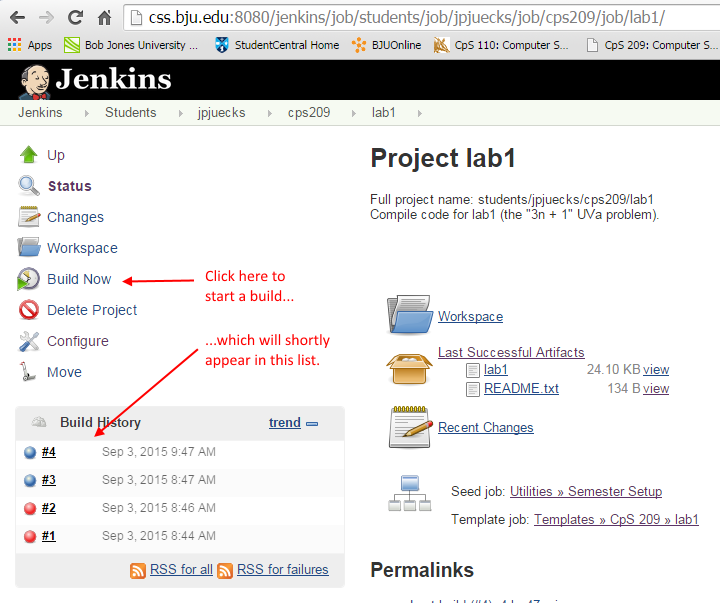 css.bju.edu:8080/jenkins/job/students/job/jpjuecks/job/cps209/job/lab1/
Apps Bob Jones University ... StudentCentral Home BJUOnline CpS 110: Computer S... CpS 209: Computer S...
Jenkins
Jenkins Students jpjuecks cps209 lab1
Up
Status
Changes
Workspace
Build Now
Delete Project
Configure
Move
Click here to
start a build...
...which will shortly
appear in this list.
Build History trend
#4 Sep 3, 2015 9:47 AM
#3 Sep 3, 2015 8:47 AM
#2 Sep 3, 2015 8:46 AM
#1 Sep 3, 2015 8:44 AM
RSS for all RSS for failures
Project lab1
Full project name: students/jpjuecks/cps209/lab1
Compile code for lab1 (the "3n + 1" UVa problem).
Workspace
Last Successful Artifacts
lab1 24.10 KB view
README.txt 134 B view
Recent Changes
Seed job: Utilities » Semester Setup
Template job: Templates » CpS 209 » lab1
Permalinks